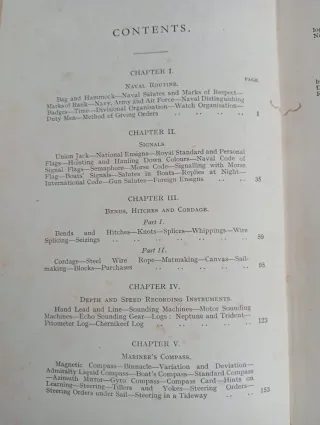 CONTENTS.
CHAPTER I.
NAVAL ROUTINE.
PAGE
Bag and Hammock—Naval Salutes and Marks of Respect—
Marks of Rank—Navy, Army and Air Force—Naval Distinguishing
Badges—Time—Divisional Organisation—Watch Organisation—
Duty Men—Method of Giving Orders .. .. .. .. 1
CHAPTER II.
SIGNALS.
Union Jack—National Ensigns—Royal Standard and Personal
Flags—Hoisting and Hauling Down Colours—Naval Code of
Signal Flags—Semaphore—Morse Code—Signalling with Morse
Flag—Boats' Signals—Salutes in Boats—Replies at Night—
International Code—Gun Salutes—Foreign Ensigns .. .. 35
CHAPTER III.
BENDS, HITCHES AND CORDAGE.
Part I.
Bends and Hitches—Knots—Splices—Whippings—Wire
Splicing—Seizings .. .. .. .. .. ..
Part II.
Cordage—Steel Wire Rope—Matmaking—Canvas—Sail-
making—Blocks—Purchases .. .. .. .. .. 95
CHAPTER IV.
DEPTH AND SPEED RECORDING INSTRUMENTS.
Hand Lead and Line—Sounding Machines—Motor Sounding
Machines—Echo Sounding Gear—Logs: Neptune and Trident—
Pitometer Log—Chernikeef Log .. .. .. .. .. 123
CHAPTER V.
MARINER'S COMPASS.
Magnetic Compass—Binnacle—Variation and Deviation—
Admiralty Liquid Compass—Boat's Compass—Standard Compass
—Azimuth Mirror—Gyro Compass—Compass Card—Hints on
Learning—Steering—Tillers and Yokes—Steering Orders—
Steering Orders under Sail—Steering in a Tideway .. .. 153